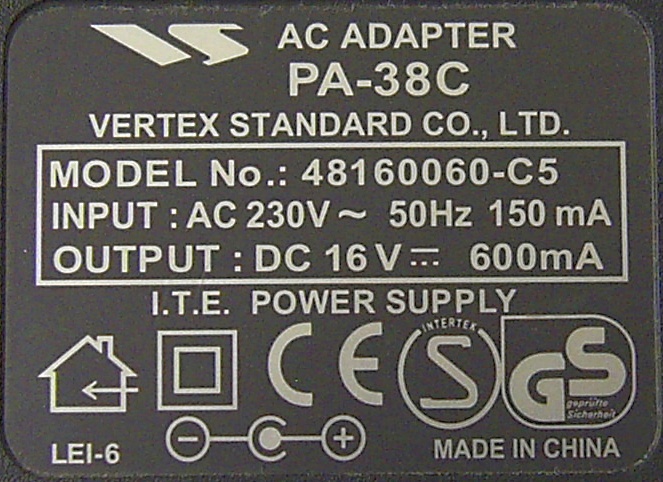 VS AC ADAPTER
PA-38C
VERTEX STANDARD CO., LTD.
MODEL No.: 48160060-C5
INPUT : AC 230V ~ 50Hz 150 mA
OUTPUT : DC 16 V ⎓ 600mA
I.T.E. POWER SUPPLY
CE
INTERTEK
S
GS
geprüfte
Sicherheit
LEI-6
− +
MADE IN CHINA